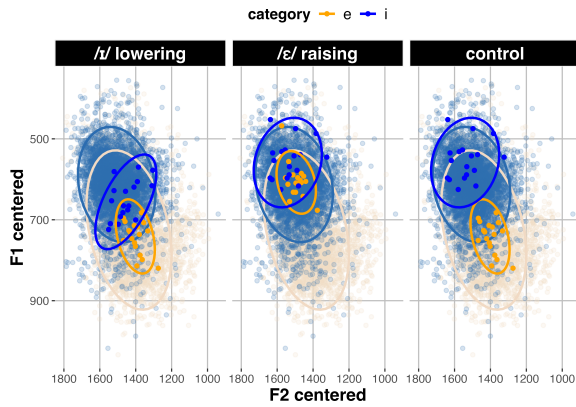 category e i
/ɪ/ lowering /ɛ/ raising control
F1 centered
500
700
900
1800 1600 1400 1200 1000 1800 1600 1400 1200 1000 1800 1600 1400 1200 1000
F2 centered